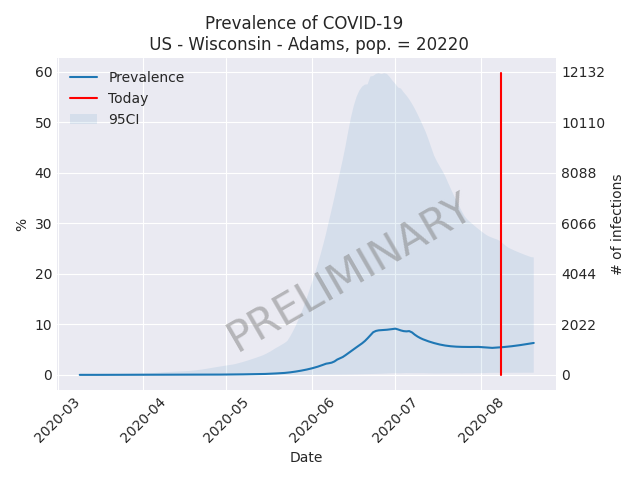 Prevalence of COVID-19
US - Wisconsin - Adams, pop. = 20220
Prevalence
Today
95CI
60
50
40
30
20
10
0
%
12132
10110
8088
6066
4044
2022
0
# of infections
PRELIMINARY
2020-03
2020-04
2020-05
2020-06
2020-07
2020-08
Date